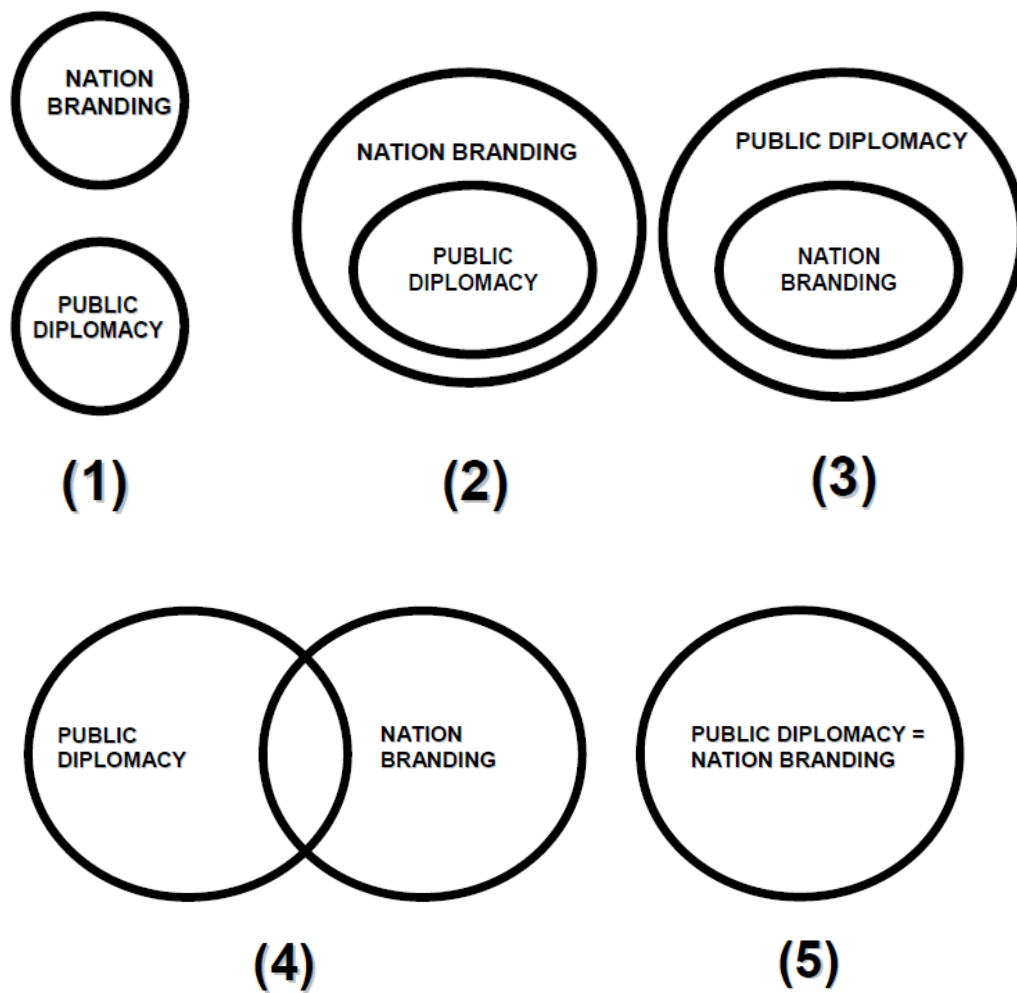 NATION
BRANDING
PUBLIC
DIPLOMACY
(1)
NATION BRANDING
PUBLIC
DIPLOMACY
(2)
PUBLIC DIPLOMACY
NATION
BRANDING
(3)
PUBLIC
DIPLOMACY
NATION
BRANDING
(4)
PUBLIC DIPLOMACY =
NATION BRANDING
(5)